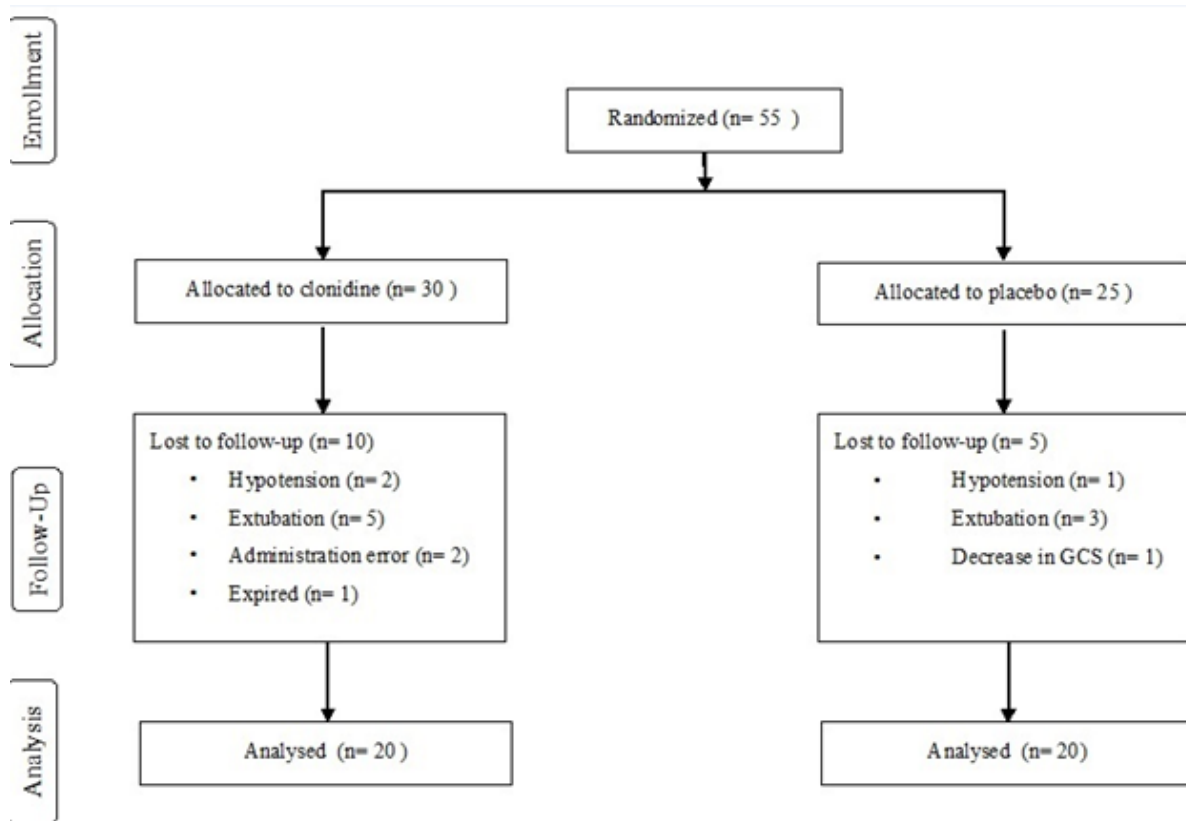 Enrollment
Randomized (n= 55 )
Allocation
Allocated to clonidine (n= 30 )
Allocated to placebo (n= 25 )
Follow-Up
Lost to follow-up (n= 10)
• Hypotension (n= 2)
• Extubation (n= 5)
• Administration error (n= 2)
• Expired (n= 1)
Lost to follow-up (n= 5)
• Hypotension (n= 1)
• Extubation (n= 3)
• Decrease in GCS (n= 1)
Analysis
Analysed (n= 20 )
Analysed (n= 20)